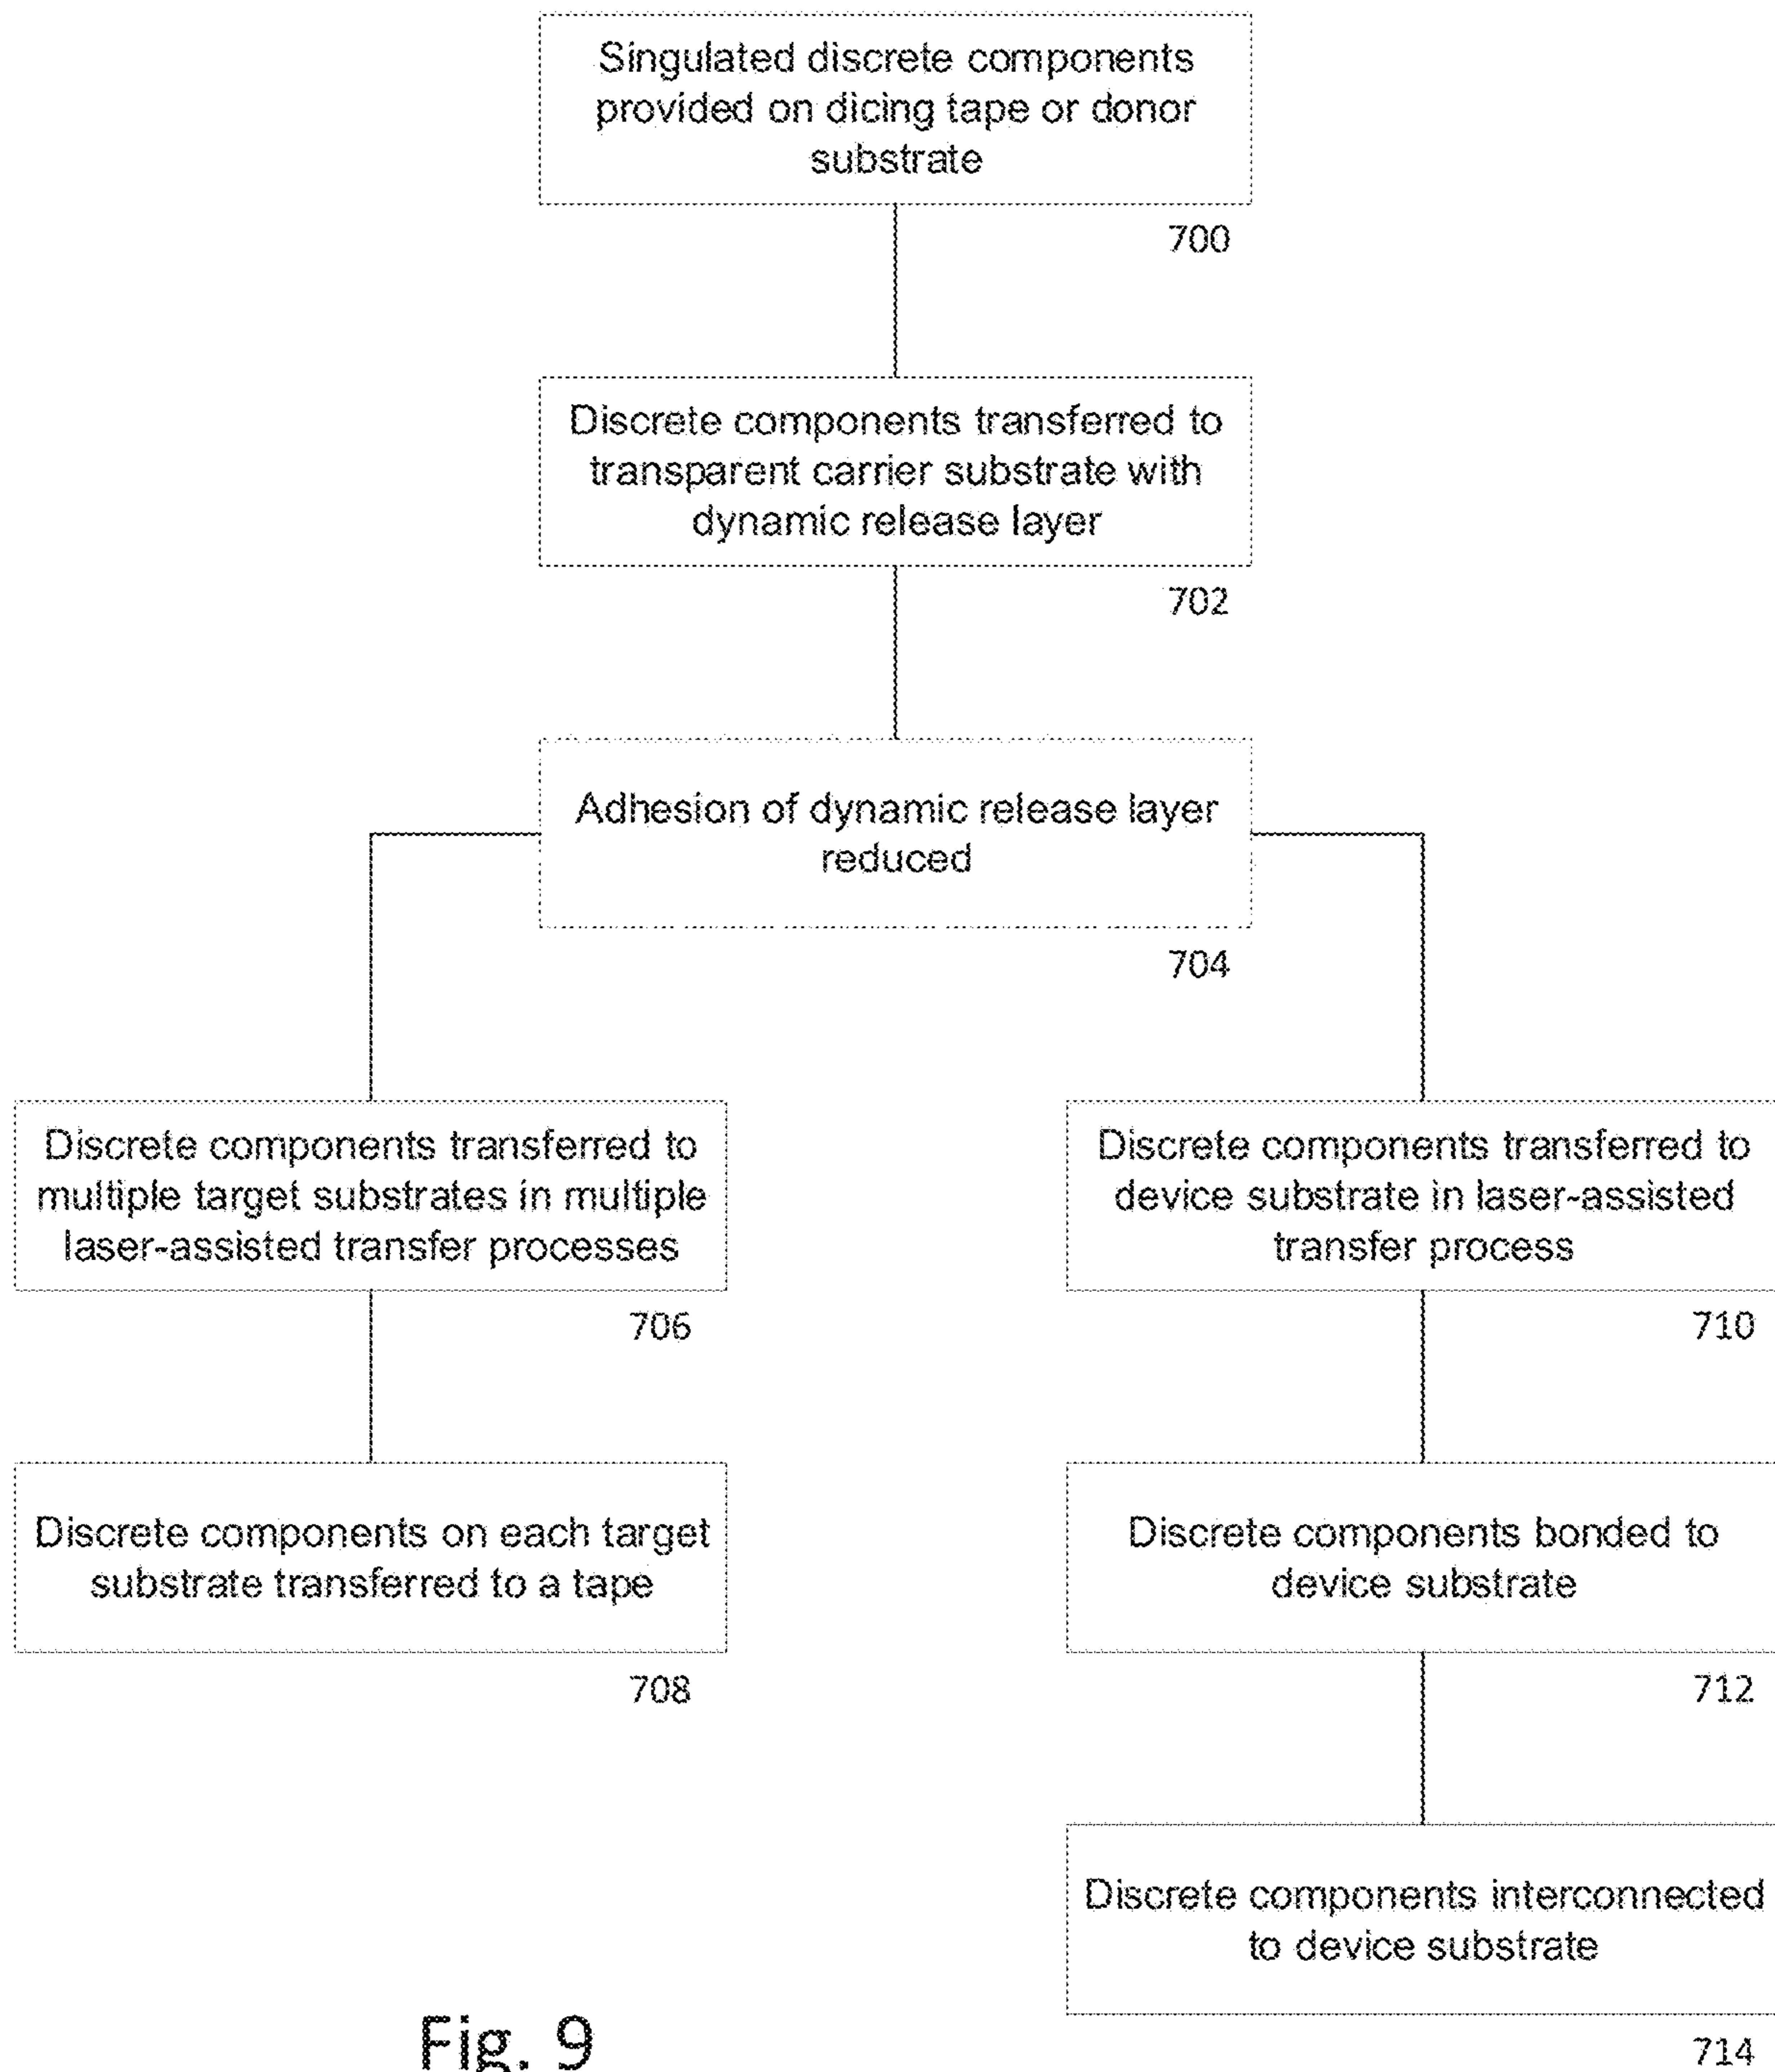 Singulated discrete components
provided on dicing tape or donor
substrate
700
Discrete components transferred to
transparent carrier substrate with
dynamic release layer
702
Adhesion of dynamic release layer
reduced
704
Discrete components transferred to
multiple target substrates in multiple
laser-assisted transfer processes
706
Discrete components on each target
substrate transferred to a tape
708
Discrete components transferred to
device substrate in laser-assisted
transfer process
710
Discrete components bonded to
device substrate
712
Discrete components interconnected
to device substrate
714
Fig. 9